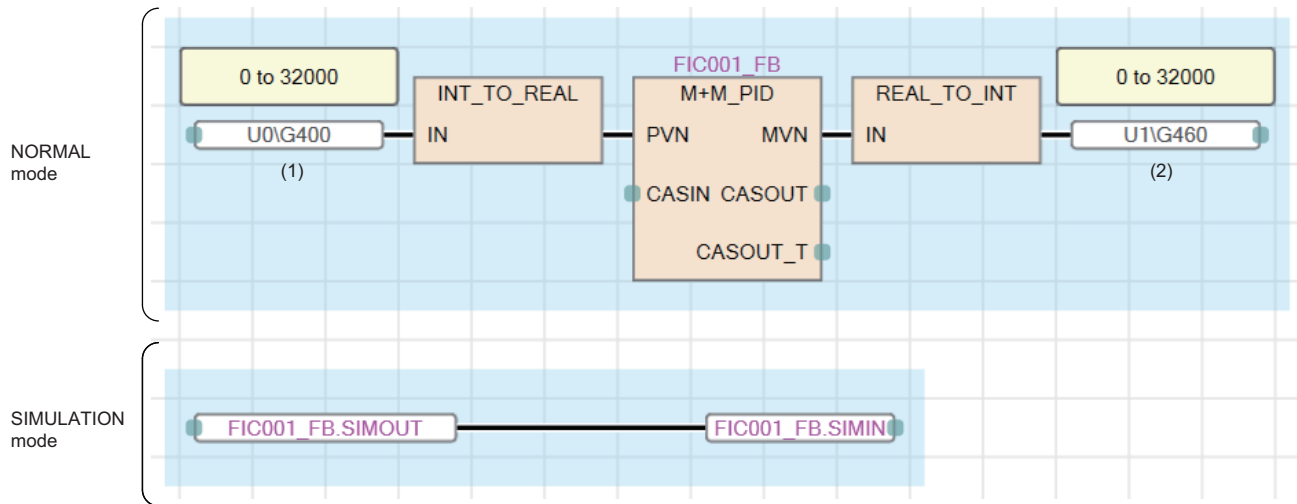 FIC001_FB
0 to 32000
INT_TO_REAL
M+M_PID
REAL_TO_INT
0 to 32000
NORMAL
mode
U0\G400
IN
PVN
MVN
IN
U1\G460
(1)
(2)
CASIN
CASOUT
CASOUT_T
SIMULATION
mode
FIC001_FB.SIMOUT
FIC001_FB.SIMIN